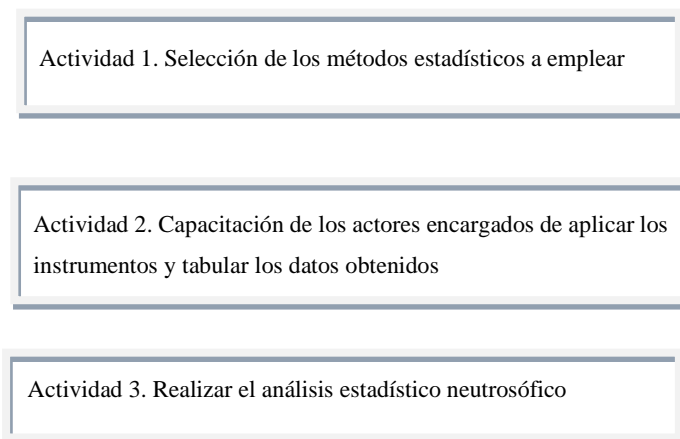 Actividad 1. Selección de los métodos estadísticos a emplear
Actividad 2. Capacitación de los actores encargados de aplicar los
instrumentos y tabular los datos obtenidos
Actividad 3. Realizar el análisis estadístico neutrosófico